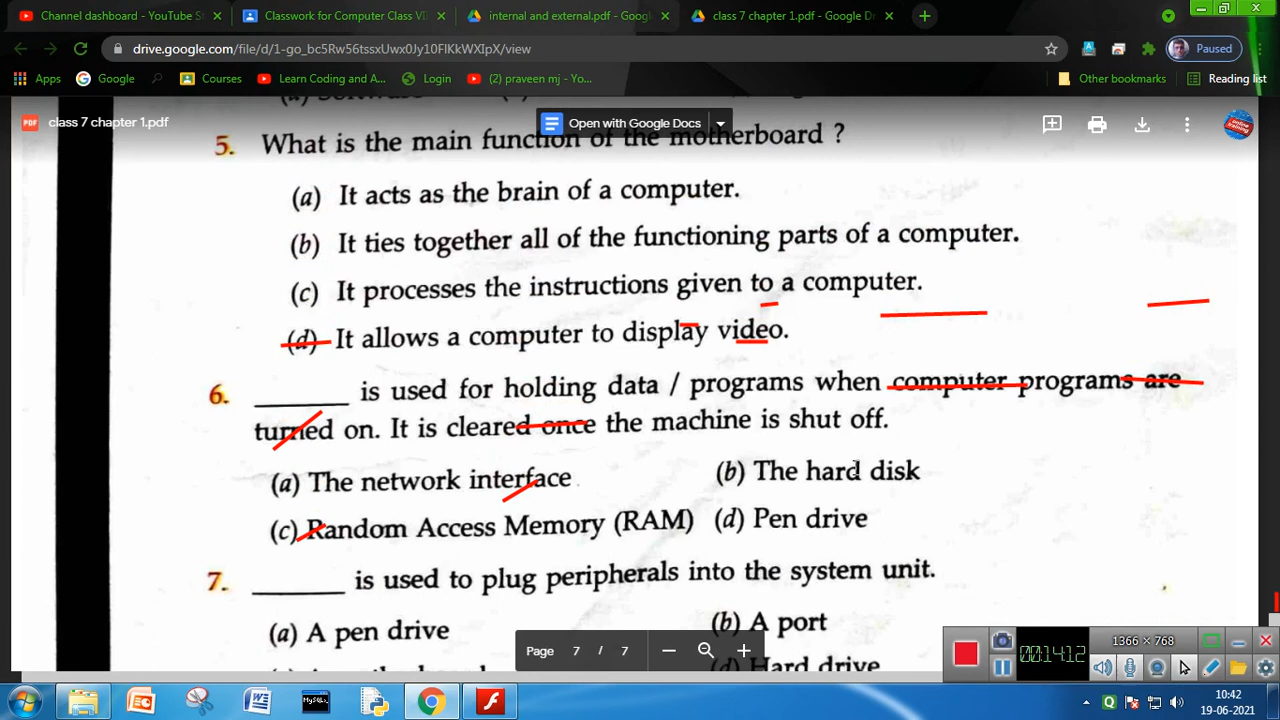 Channel dashboard - YouTube S
Classwork for Computer Class VI
internal and external.pdf - Goog
class 7 chapter 1.pdf - Google D
drive.google.com/file/d/1-go_bc5Rw56tssxUwx0Jy10FlKkWXIpX/view
Paused
Apps
Google
Courses
Learn Coding and A...
Login
(2) praveen mj - Yo...
Other bookmarks
Reading list
PDF
class 7 chapter 1.pdf
Open with Google Docs
5. What is the main function of the motherboard ?
(a) It acts as the brain of a computer.
(b) It ties together all of the functioning parts of a computer.
(c) It processes the instructions given to a computer.
(d) It allows a computer to display video.
6. ________ is used for holding data / programs when computer programs are
turned on. It is cleared once the machine is shut off.
(a) The network interface
(b) The hard disk
(c) Random Access Memory (RAM)
(d) Pen drive
7. ________ is used to plug peripherals into the system unit.
(a) A pen drive
(b) A port
(d) Hard drive
Page 7 / 7
1366 × 768
00:14:12
10:42
19-06-2021